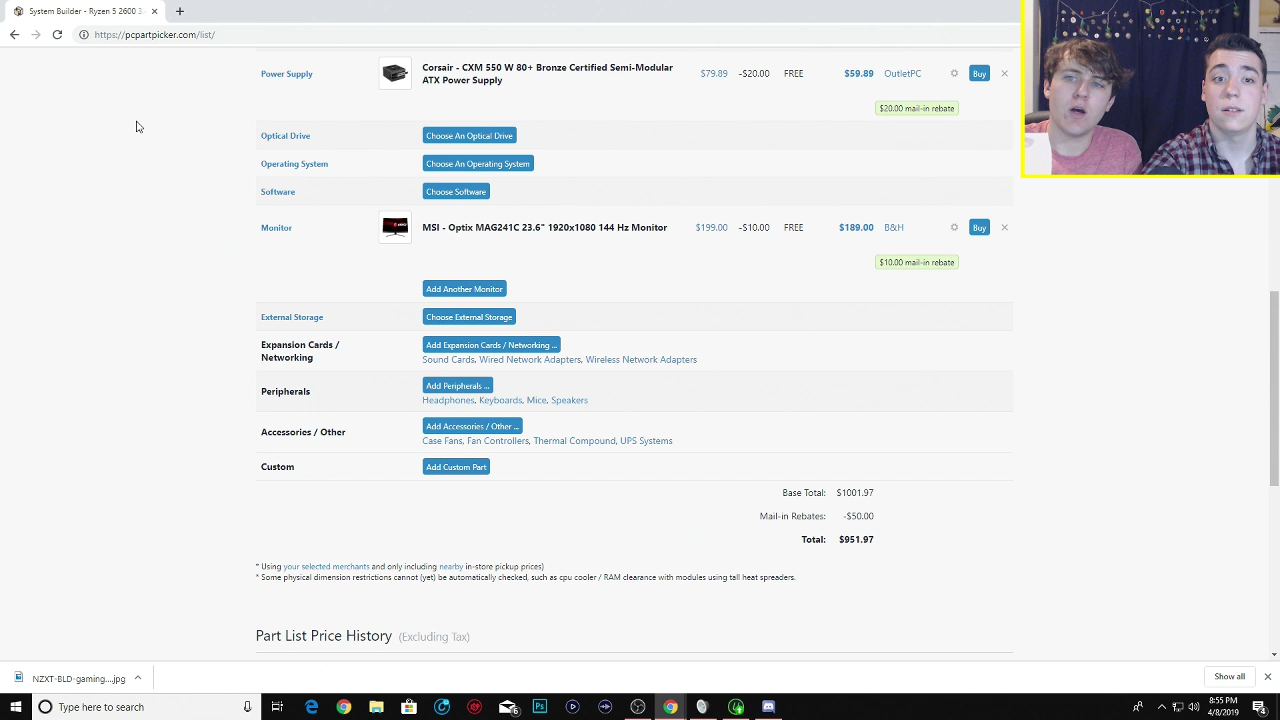 System Builder - Ryzen 5 2600 3
https://pcpartpicker.com/list/
Power Supply
Corsair - CXM 550 W 80+ Bronze Certified Semi-Modular
ATX Power Supply
$79.89 -$20.00 FREE $59.89 OutletPC Buy
$20.00 mail-in rebate
Optical Drive Choose An Optical Drive
Operating System Choose An Operating System
Software Choose Software
Monitor MSI - Optix MAG241C 23.6" 1920x1080 144 Hz Monitor $199.00 -$10.00 FREE $189.00 B&H Buy
$10.00 mail-in rebate
Add Another Monitor
External Storage Choose External Storage
Expansion Cards /
Networking
Add Expansion Cards / Networking ...
Sound Cards, Wired Network Adapters, Wireless Network Adapters
Peripherals
Add Peripherals ...
Headphones, Keyboards, Mice, Speakers
Accessories / Other
Add Accessories / Other ...
Case Fans, Fan Controllers, Thermal Compound, UPS Systems
Custom Add Custom Part
Base Total: $1001.97
Mail-in Rebates: -$50.00
Total: $951.97
* Using your selected merchants and only including nearby in-store pickup prices)
* Some physical dimension restrictions cannot (yet) be automatically checked, such as cpu cooler / RAM clearance with modules using tall heat spreaders.
Part List Price History (Excluding Tax)
NZXT-BLD-gaming....jpg
Show all
Type here to search
Ps
8:55 PM
4/8/2019